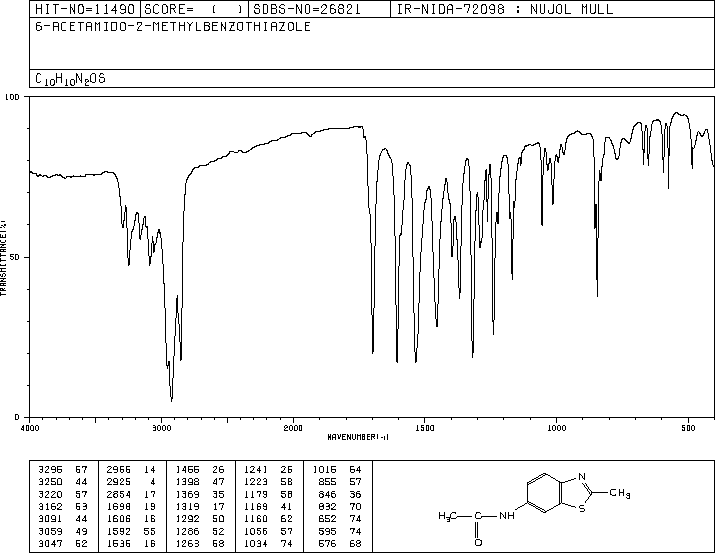 HIT-NO=11490 SCORE= ( ) SDBS-NO=26821 IR-NIDA-72098 : NUJOL MULL
6-ACETAMIDO-2-METHYLBENZOTHIAZOLE
C10H10N2OS
100
50
0
TRANSMITTANCE(%)
4000 3000 2000 1500 1000 500
WAVENUMBER(-1)
3295 57 2956 14 1456 26 1241 25 1015 64
3250 44 2925 4 1398 47 1223 58 855 57
3220 57 2854 17 1369 35 1179 58 846 36
3162 53 1698 19 1319 17 1169 41 832 70
3091 44 1606 16 1292 50 1160 62 652 74
3059 49 1592 55 1286 52 1056 57 595 74
3047 52 1535 16 1263 58 1034 74 576 68
N
CH3
S
H3C C NH
O